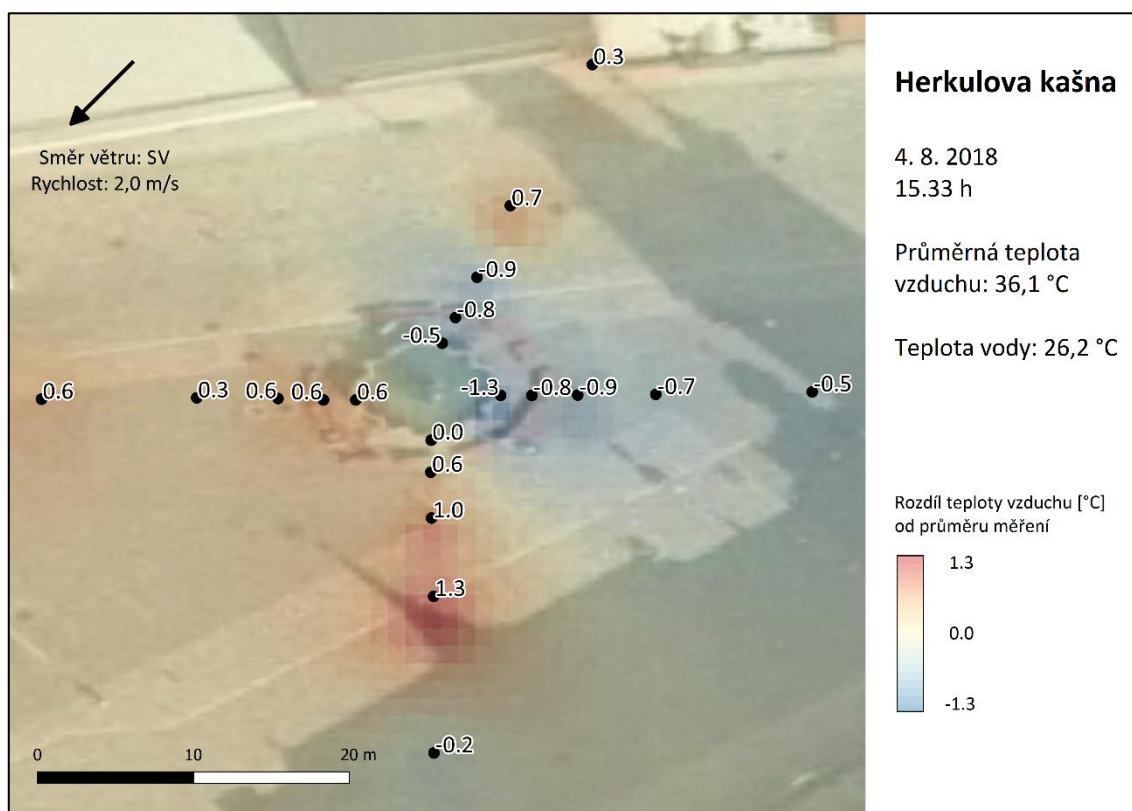 Herkulova kašna
4. 8. 2018
15.33 h
Průměrná teplota
vzduchu: 36,1 °C
Teplota vody: 26,2 °C
Rozdíl teploty vzduchu [°C]
od průměru měření
1.3
0.0
-1.3
Směr větru: SV
Rychlost: 2,0 m/s
0.3
0.7
-0.9
-0.8
-0.5
0.6 0.3 0.6 0.6 0.6 -1.3 -0.8 -0.9 -0.7 -0.5
0.0
0.6
1.0
1.3
-0.2
0 10 20 m